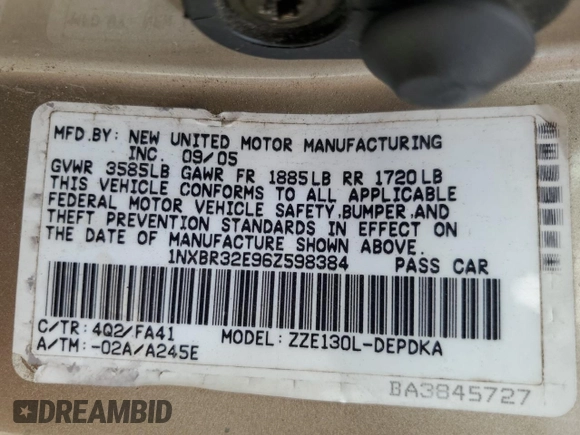 MFD.BY: NEW UNITED MOTOR MANUFACTURING
INC. 09/05
GVWR 3585LB GAWR FR 1885LB RR 1720LB
THIS VEHICLE CONFORMS TO ALL APPLICABLE
FEDERAL MOTOR VEHICLE SAFETY,BUMPER,AND
THEFT PREVENTION STANDARDS IN EFFECT ON
THE DATE OF MANUFACTURE SHOWN ABOVE.
1NXBR32E96Z598384 PASS CAR
C/TR: 4Q2/FA41 MODEL: ZZE130L-DEPDKA
A/TM: -02A/A245E
BA3845727
DREAMBID